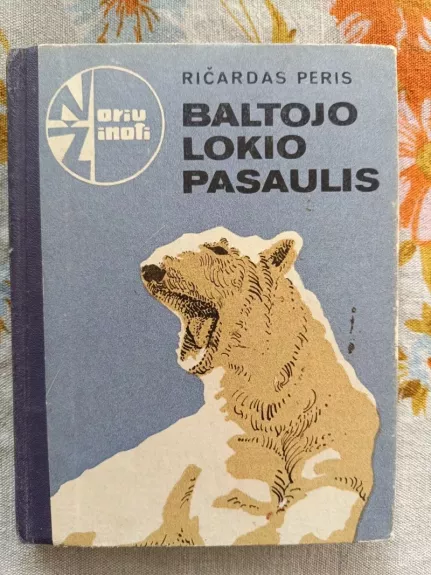 Noriu
Žinoti
RIČARDAS PERIS
BALTOJO
LOKIO
PASAULIS